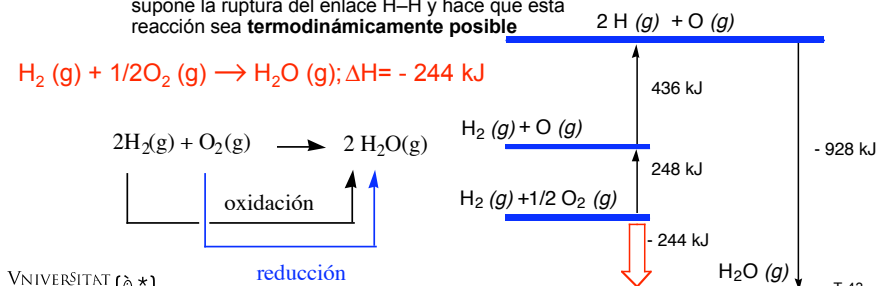 supone la ruptura del enlace H–H y hace que esta
reacción sea termodinámicamente posible
H₂ (g) + 1/2O₂ (g) → H₂O (g); ΔH= - 244 kJ
2H₂(g) + O₂(g) → 2 H₂O(g)
oxidación
reducción
2 H (g) + O (g)
436 kJ
H₂ (g) + O (g)
- 928 kJ
248 kJ
H₂ (g) +1/2 O₂ (g)
- 244 kJ
H₂O (g)
VNIVERSITAT